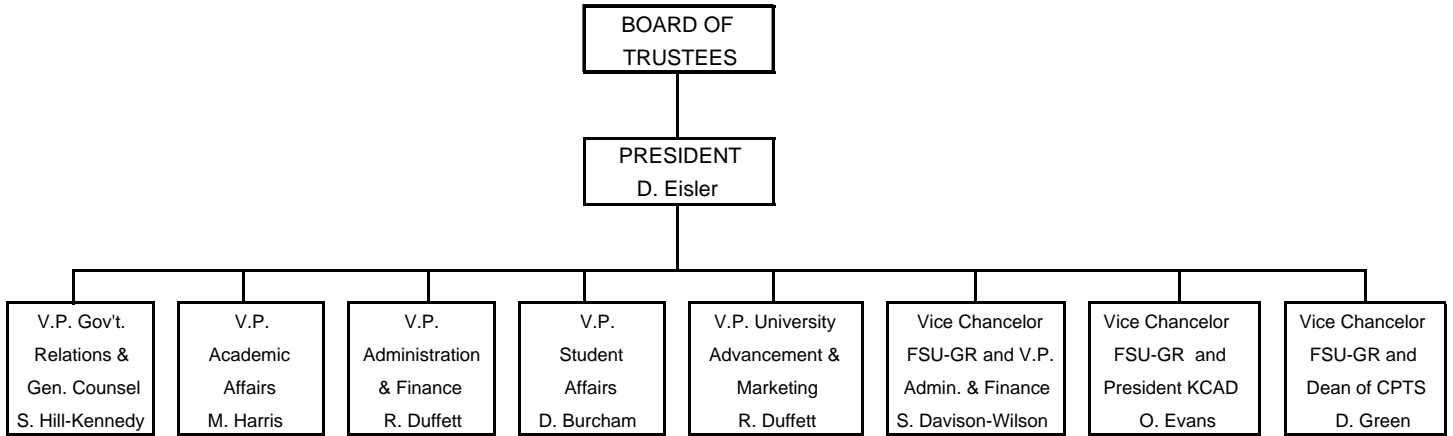 BOARD OF
TRUSTEES
PRESIDENT
D. Eisler
V.P. Gov't.
Relations &
Gen. Counsel
S. Hill-Kennedy
V.P.
Academic
Affairs
M. Harris
V.P.
Administration
& Finance
R. Duffett
V.P.
Student
Affairs
D. Burcham
V.P. University
Advancement &
Marketing
R. Duffett
Vice Chancelor
FSU-GR and V.P.
Admin. & Finance
S. Davison-Wilson
Vice Chancelor
FSU-GR and
President KCAD
O. Evans
Vice Chancelor
FSU-GR and
Dean of CPTS
D. Green